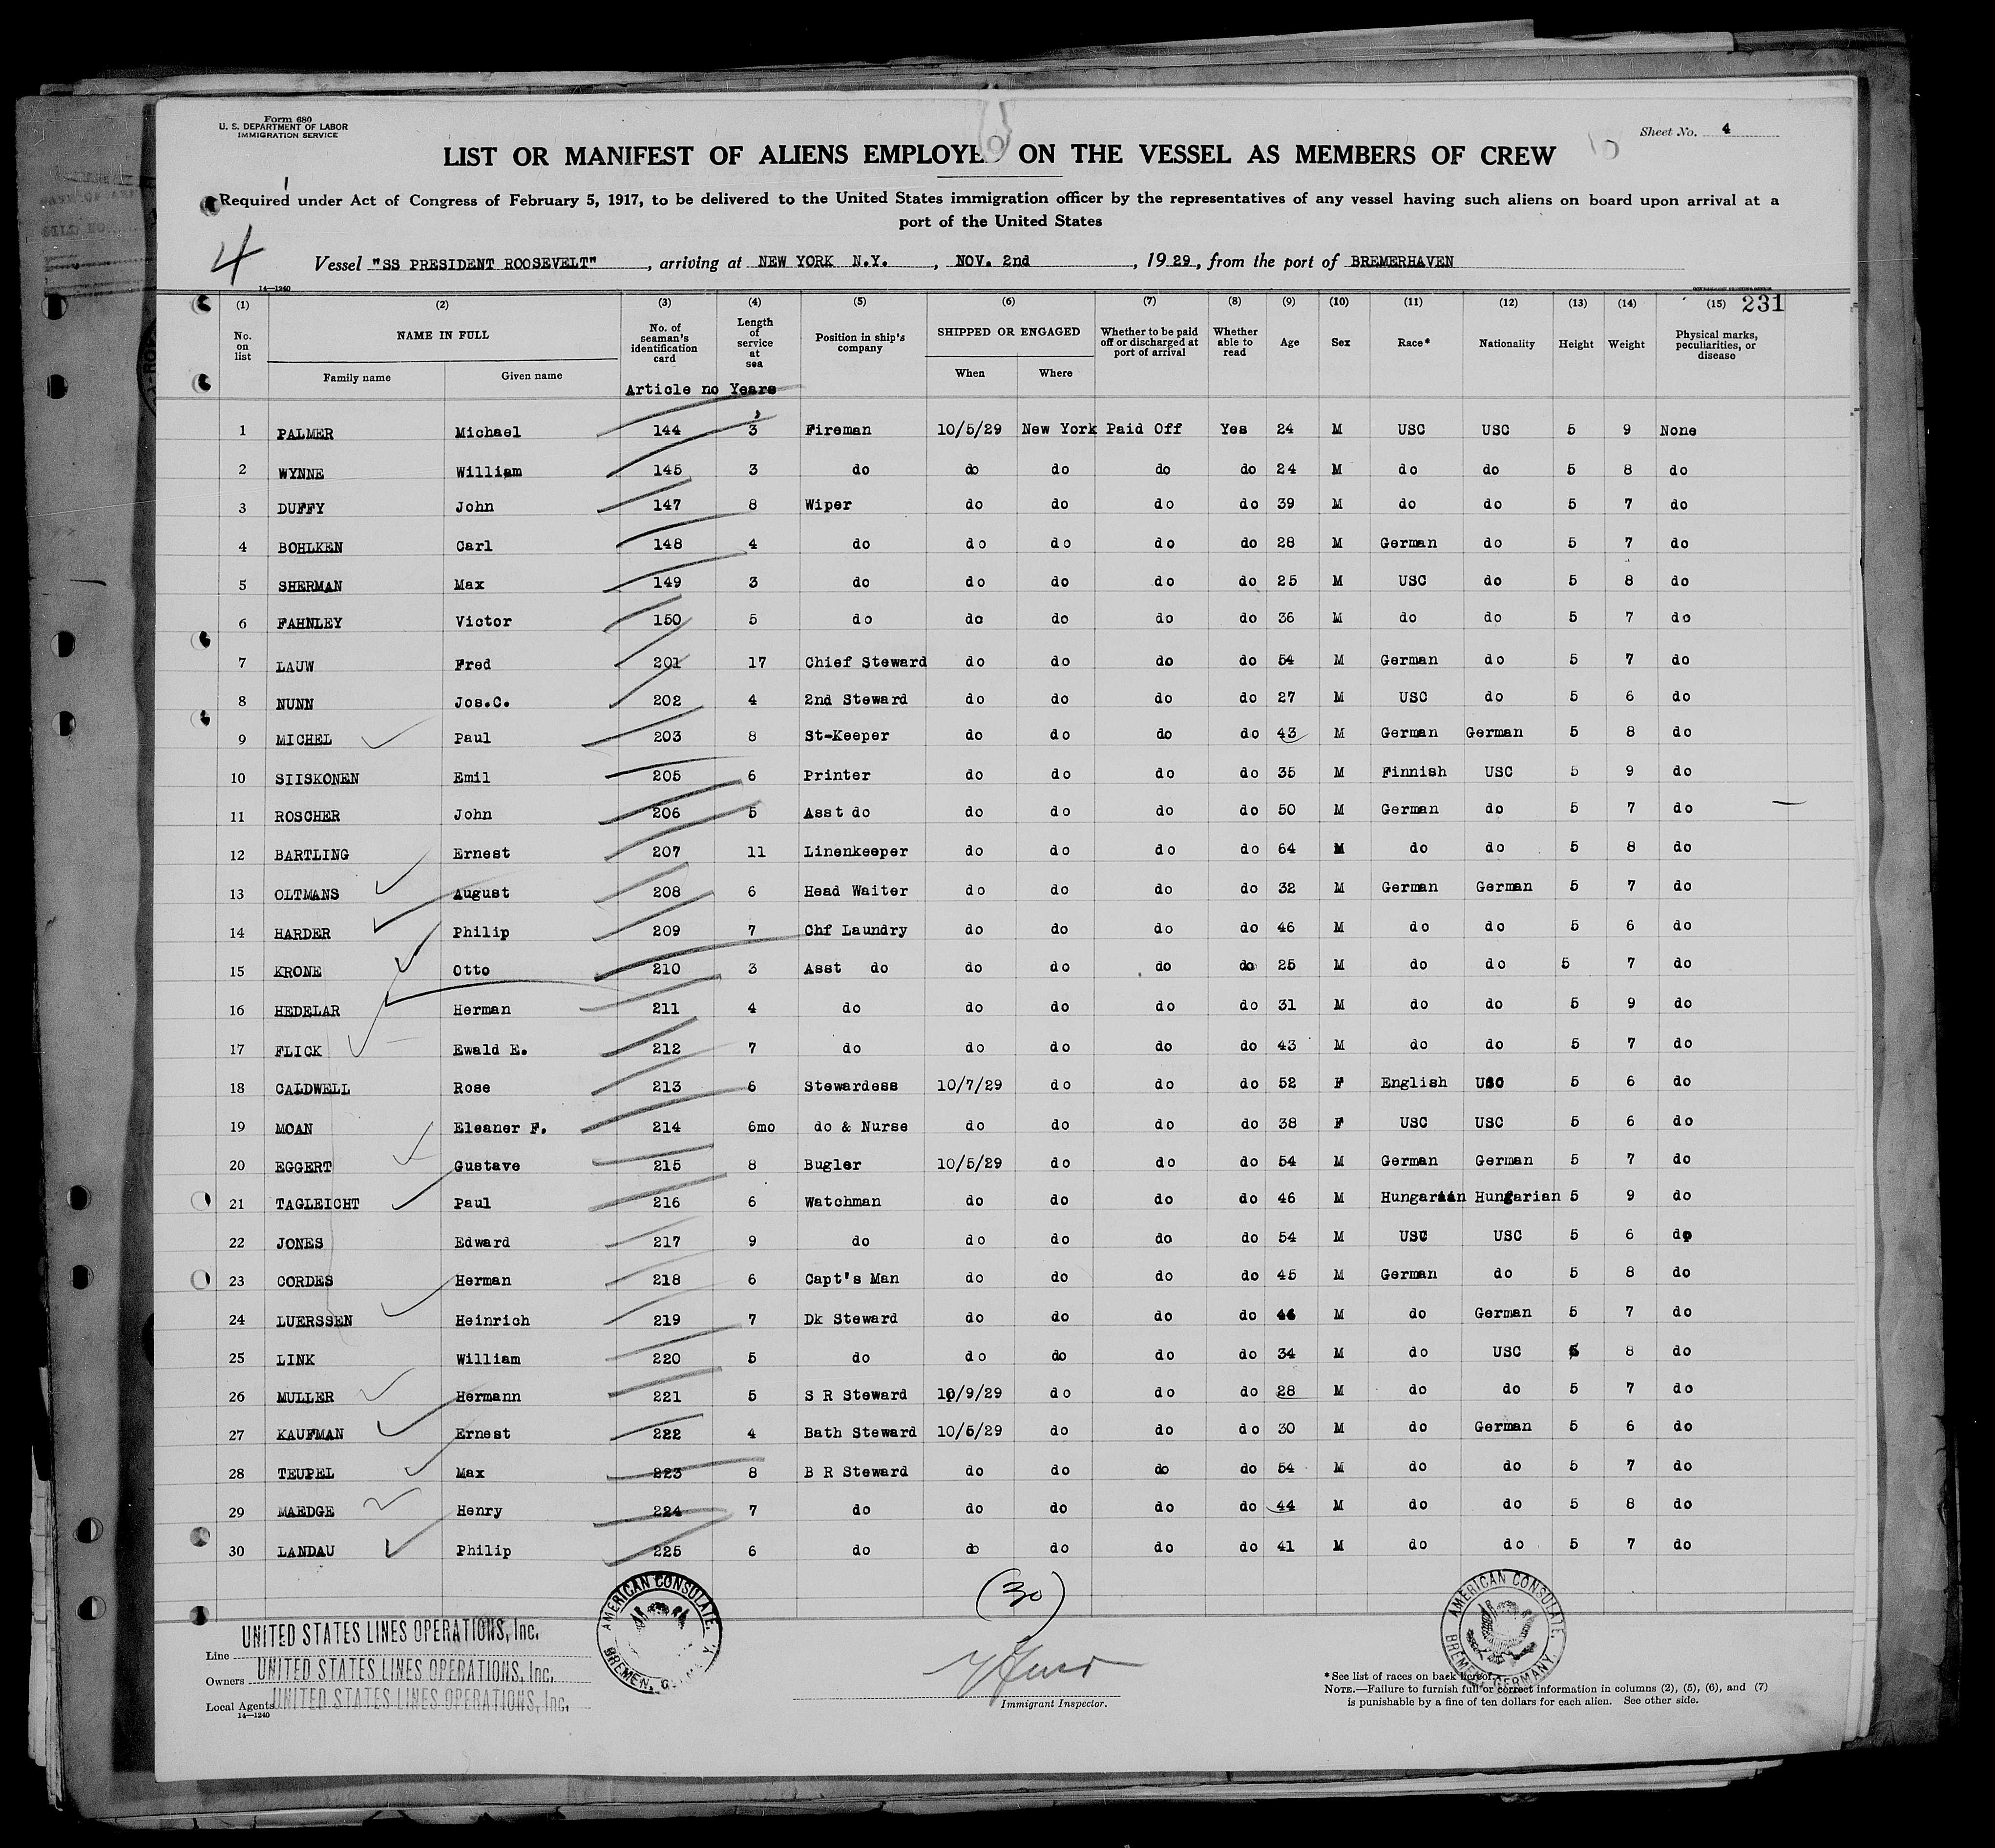 Form 680
U. S. DEPARTMENT OF LABOR
IMMIGRATION SERVICE
Sheet No. 4
LIST OR MANIFEST OF ALIENS EMPLOYE ON THE VESSEL AS MEMBERS OF CREW
Required under Act of Congress of February 5, 1917, to be delivered to the United States immigration officer by the representatives of any vessel having such aliens on board upon arrival at a
port of the United States
4
Vessel "SS PRESIDENT ROOSEVELT", arriving at NEW YORK N.Y., NOV. 2nd, 1929, from the port of BREMERHAVEN
14—1240
(1) (2) (3) (4) (5) (6) (7) (8) (9) (10) (11) (12) (13) (14) (15) 231
No. on list NAME IN FULL No. of seaman's identification card Length of service at sea Position in ship's company SHIPPED OR ENGAGED Whether to be paid off or discharged at port of arrival Whether able to read Age Sex Race* Nationality Height Weight Physical marks, peculiarities, or disease
Family name Given name When Where
Article no Years
1 PALMER Michael 144 3 Fireman 10/5/29 New York Paid Off Yes 24 M USC USC 5 9 None
2 WYNNE William 145 3 do do do do do 24 M do do 5 8 do
3 DUFFY John 147 8 Wiper do do do do 39 M do do 5 7 do
4 BOHLKEN Carl 148 4 do do do do do 28 M German do 5 7 do
5 SHERMAN Max 149 3 do do do do do 25 M USC do 5 8 do
6 FAHNLEY Victor 150 5 do do do do do 36 M do do 5 7 do
7 LAUW Fred 201 17 Chief Steward do do do do 54 M German do 5 7 do
8 NUNN Jos.C. 202 4 2nd Steward do do do do 27 M USC do 5 6 do
9 MICHEL Paul 203 8 St-Keeper do do do do 43 M German German 5 8 do
10 SIISKONEN Emil 205 6 Printer do do do do 35 M Finnish USC 5 9 do
11 ROSCHER John 206 5 Asst do do do do do 50 M German do 5 7 do
12 BARTLING Ernest 207 11 Linenkeeper do do do do 64 M do do 5 8 do
13 OLTMANS August 208 6 Head Waiter do do do do 32 M German German 5 7 do
14 HARDER Philip 209 7 Chf Laundry do do do do 46 M do do 5 6 do
15 KRONE Otto 210 3 Asst do do do do do 25 M do do 5 7 do
16 HEDELAR Herman 211 4 do do do do do 31 M do do 5 9 do
17 FLICK Ewald E. 212 7 do do do do do 43 M do do 5 7 do
18 CALDWELL Rose 213 6 Stewardess 10/7/29 do do do 52 F English USC 5 6 do
19 MOAN Eleaner F. 214 6mo do & Nurse do do do do 38 F USC USC 5 6 do
20 EGGERT Gustave 215 8 Bugler 10/5/29 do do do 54 M German German 5 7 do
21 TAGLEICHT Paul 216 6 Watchman do do do do 46 M Hungarian Hungarian 5 9 do
22 JONES Edward 217 9 do do do do do 54 M USC USC 5 6 do
23 CORDES Herman 218 6 Capt's Man do do do do 45 M German do 5 8 do
24 LUERSSEN Heinrich 219 7 Dk Steward do do do do M do German 5 7 do
25 LINK William 220 5 do do do do do 34 M do USC 5 8 do
26 MULLER Hermann 221 5 S R Steward 10/9/29 do do do 28 M do do 5 7 do
27 KAUFMAN Ernest 222 4 Bath Steward 10/5/29 do do do 30 M do German 5 6 do
28 TEUPEL Max 223 8 B R Steward do do do do 54 M do do 5 7 do
29 MAEDGE Henry 224 7 do do do do do 44 M do do 5 8 do
30 LANDAU Philip 225 6 do do do do do 41 M do do 5 7 do
(30)
AMERICAN CONSULATE,
BREMEN,
AMERICAN CONSULATE,
BREMEN, GERMANY.
Line UNITED STATES LINES OPERATIONS, Inc.
Owners UNITED STATES LINES OPERATIONS, Inc.
Local Agents UNITED STATES LINES OPERATIONS, Inc.
14—1240
Immigrant Inspector.
*See list of races on back hereof.
NOTE.—Failure to furnish full or correct information in columns (2), (5), (6), and (7)
is punishable by a fine of ten dollars for each alien. See other side.